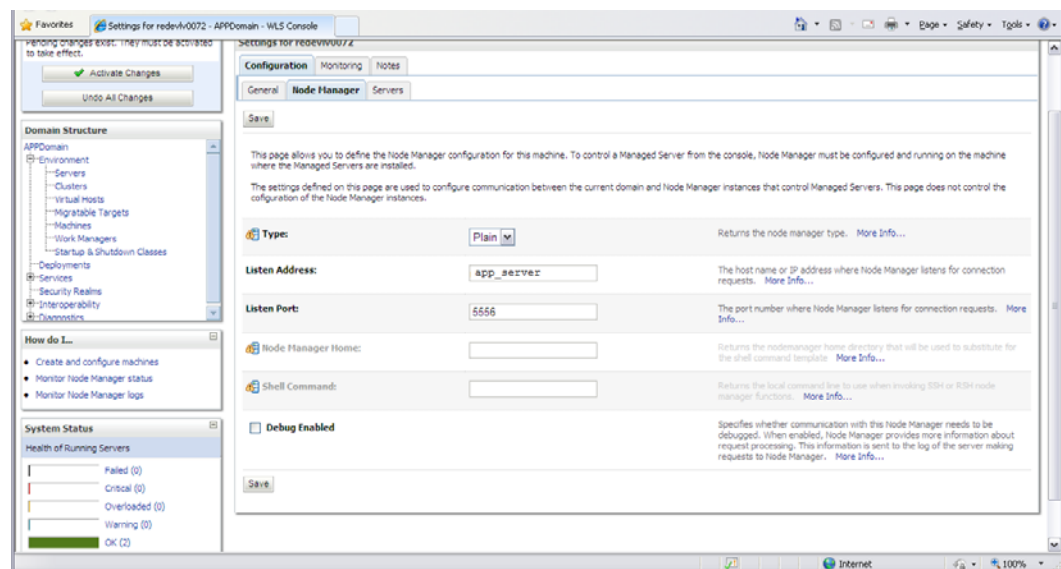 Favorites
Settings for redevlv0072 - APPDomain - WLS Console
Page
Safety
Tools
Pending changes exist. They must be activated
to take effect.
Activate Changes
Undo All Changes
Domain Structure
APPDomain
Environment
Servers
Clusters
Virtual Hosts
Migratable Targets
Machines
Work Managers
Startup & Shutdown Classes
Deployments
Services
Security Realms
Interoperability
Diagnostics
How do I...
Create and configure machines
Monitor Node Manager status
Monitor Node Manager logs
System Status
Health of Running Servers
Failed (0)
Critical (0)
Overloaded (0)
Warning (0)
OK (2)
Settings for redevlv0072
Configuration Monitoring Notes
General Node Manager Servers
Save
This page allows you to define the Node Manager configuration for this machine. To control a Managed Server from the console, Node Manager must be configured and running on the machine
where the Managed Servers are installed.
The settings defined on this page are used to configure communication between the current domain and Node Manager instances that control Managed Servers. This page does not control the
cofiguration of the Node Manager instances.
Type: Plain Returns the node manager type. More Info...
Listen Address: app_server The host name or IP address where Node Manager listens for connection
requests. More Info...
Listen Port: 5556 The port number where Node Manager listens for connection requests. More
Info...
Node Manager Home: Returns the nodemanager home directory that will be used to substitute for
the shell command template More Info...
Shell Command: Returns the local command line to use when invoking SSH or RSH node
manager functions. More Info...
Debug Enabled Specifies whether communication with this Node Manager needs to be
debugged. When enabled, Node Manager provides more information about
request processing. This information is sent to the log of the server making
requests to Node Manager. More Info...
Save
Internet
100%